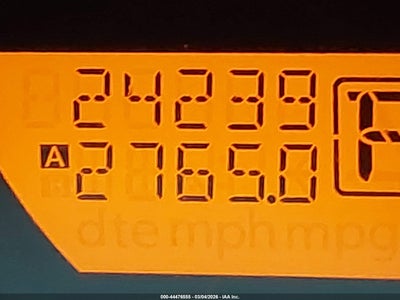 24239
A 2765.0
dte mph mpg
000-44476555 - 03/04/2026 - IAA Inc.